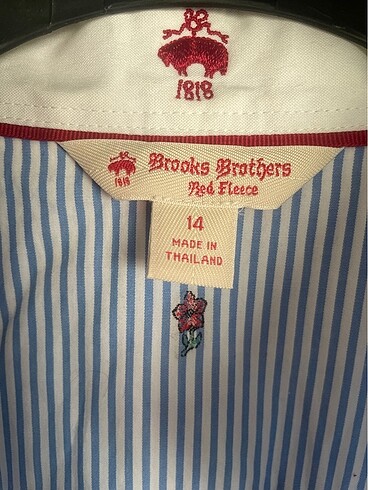 1818
1818
Brooks Brothers
Red Fleece
14
MADE IN
THAILAND